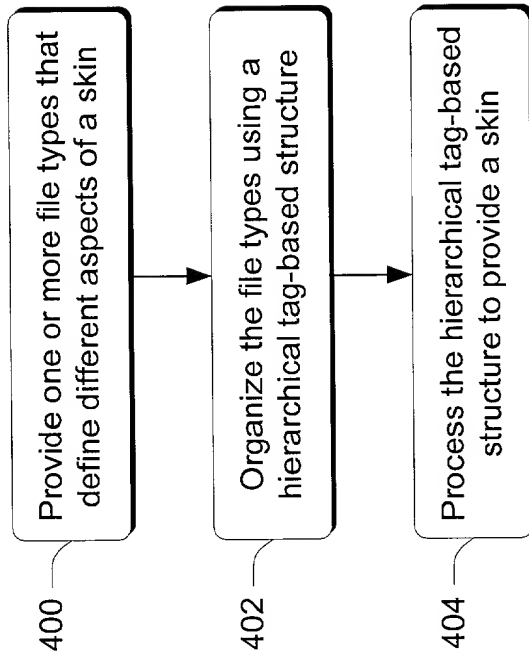 400
Provide one or more file types that
define different aspects of a skin
402
Organize the file types using a
hierarchical tag-based structure
404
Process the hierarchical tag-based
structure to provide a skin